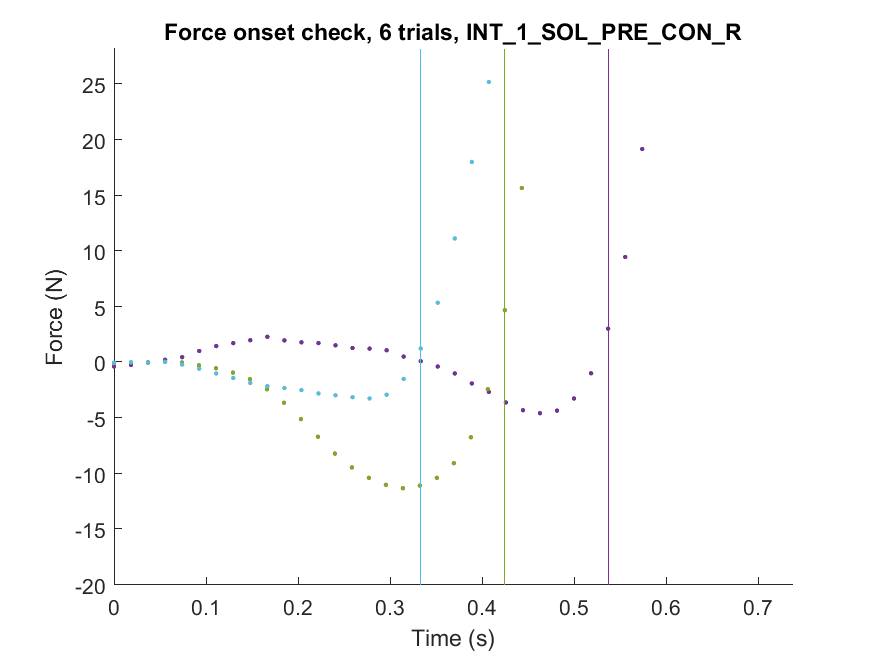 Force onset check, 6 trials, INT_1_SOL_PRE_CON_R
25
20
15
10
5
0
-5
-10
-15
-20
Force (N)
0 0.1 0.2 0.3 0.4 0.5 0.6 0.7
Time (s)